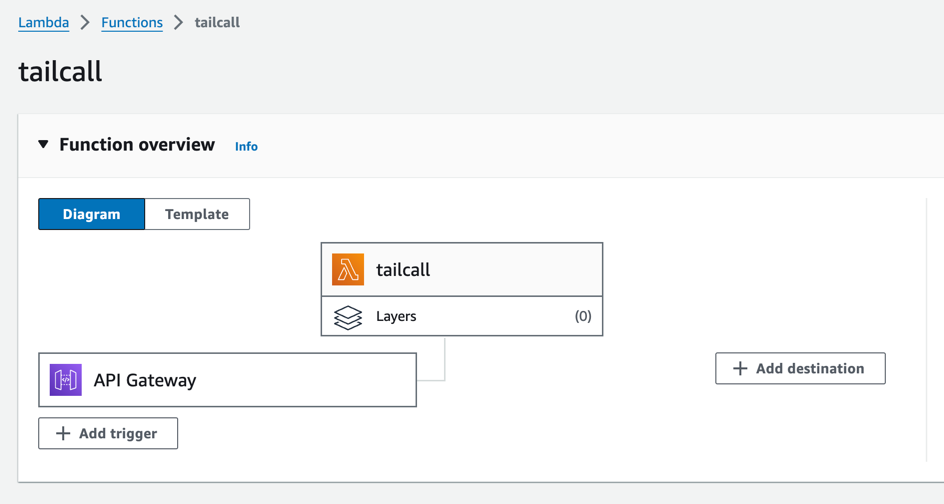 Lambda > Functions > tailcall
tailcall
Function overview Info
Diagram Template
tailcall
Layers (0)
API Gateway
+ Add destination
+ Add trigger